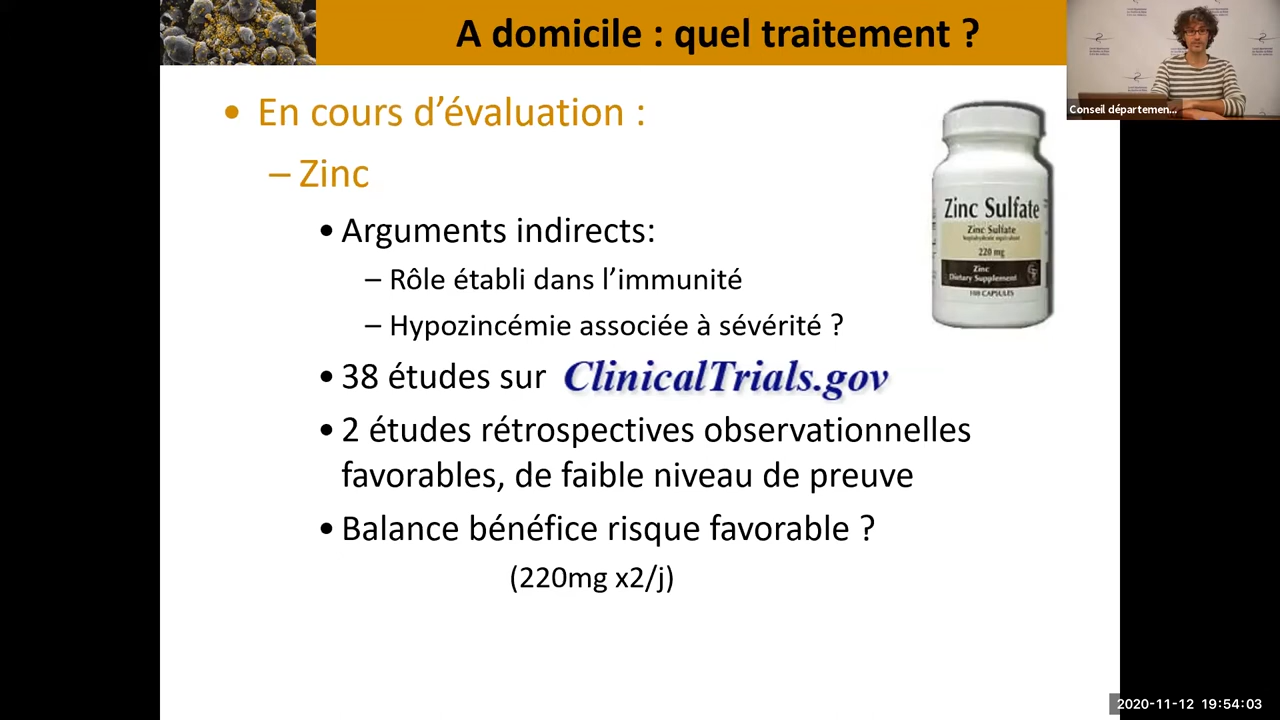 A domicile : quel traitement ?
Conseil départemen...
• En cours d’évaluation :
– Zinc
• Arguments indirects:
– Rôle établi dans l’immunité
– Hypozincémie associée à sévérité ?
• 38 études sur ClinicalTrials.gov
• 2 études rétrospectives observationnelles
favorables, de faible niveau de preuve
• Balance bénéfice risque favorable ?
(220mg x2/j)
Zinc Sulfate
Zinc Sulfate
220 mg
Zinc
Dietary Supplement
100 CAPSULES
2020-11-12 19:54:03